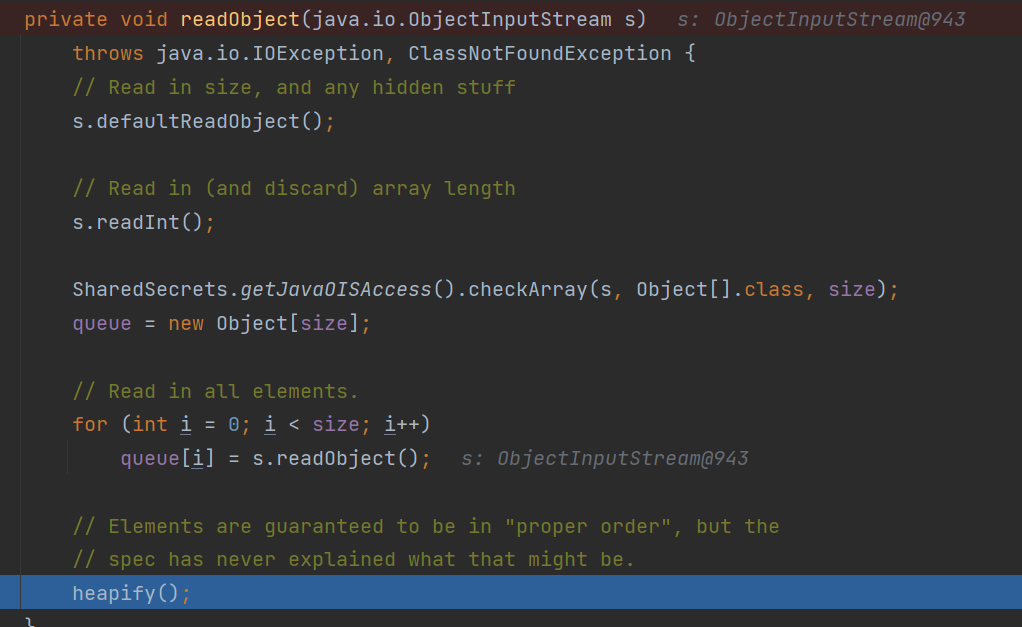 private void readObject(java.io.ObjectInputStream s)  s: ObjectInputStream@943
throws java.io.IOException, ClassNotFoundException {
// Read in size, and any hidden stuff
s.defaultReadObject();
// Read in (and discard) array length
s.readInt();
SharedSecrets.getJavaOISAccess().checkArray(s, Object[].class, size);
queue = new Object[size];
// Read in all elements.
for (int i = 0; i < size; i++)
queue[i] = s.readObject();  s: ObjectInputStream@943
// Elements are guaranteed to be in "proper order", but the
// spec has never explained what that might be.
heapify();
}